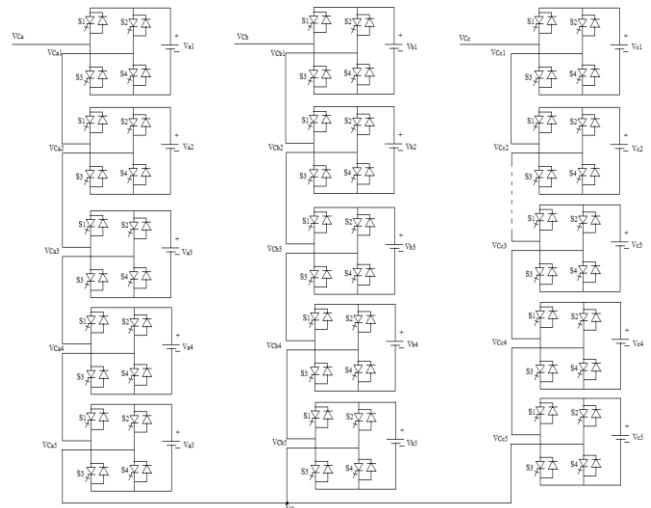 VCa
S1
S2
+
Va1
VCa1
S3
S4
VCb
S1
S2
+
Vb1
VCb1
S3
S4
VCc
S1
S2
+
Vc1
VCc1
S3
S4
S1
S2
+
Va2
VCa2
S3
S4
S1
S2
+
Vb2
VCb2
S3
S4
S1
S2
+
Vc2
VCc2
S3
S4
S1
S2
+
Va5
VCa3
S3
S4
S1
S2
+
Vb3
VCb3
S3
S4
S1
S2
+
Vc3
VCc3
S3
S4
S1
S2
+
Va4
VCa4
S3
S4
S1
S2
+
Vb4
VCb4
S3
S4
S1
S2
+
Vc4
VCc4
S3
S4
S1
S2
+
Va5
VCa5
S3
S4
S1
S2
+
Vb5
VCb5
S3
S4
S1
S2
+
Vc5
VCc5
S3
S4